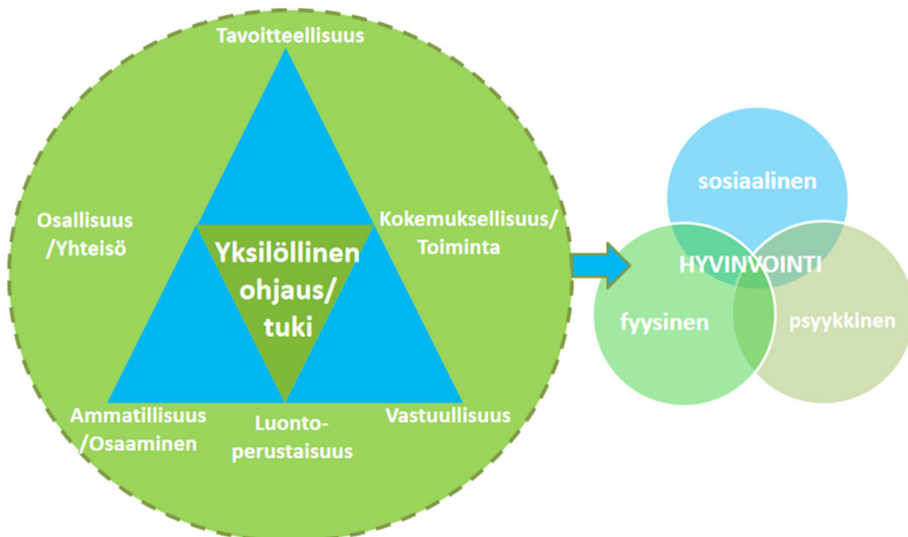 Tavoitteellisuus
Osallisuus
/Yhteisö
Kokemuksellisuus/
Toiminta
Yksilöllinen
ohjaus/
tuki
Ammatillisuus
/Osaaminen
Luonto-
perustaisuus
Vastuullisuus
sosiaalinen
HYVINVOINTI
fyysinen
psyykkinen